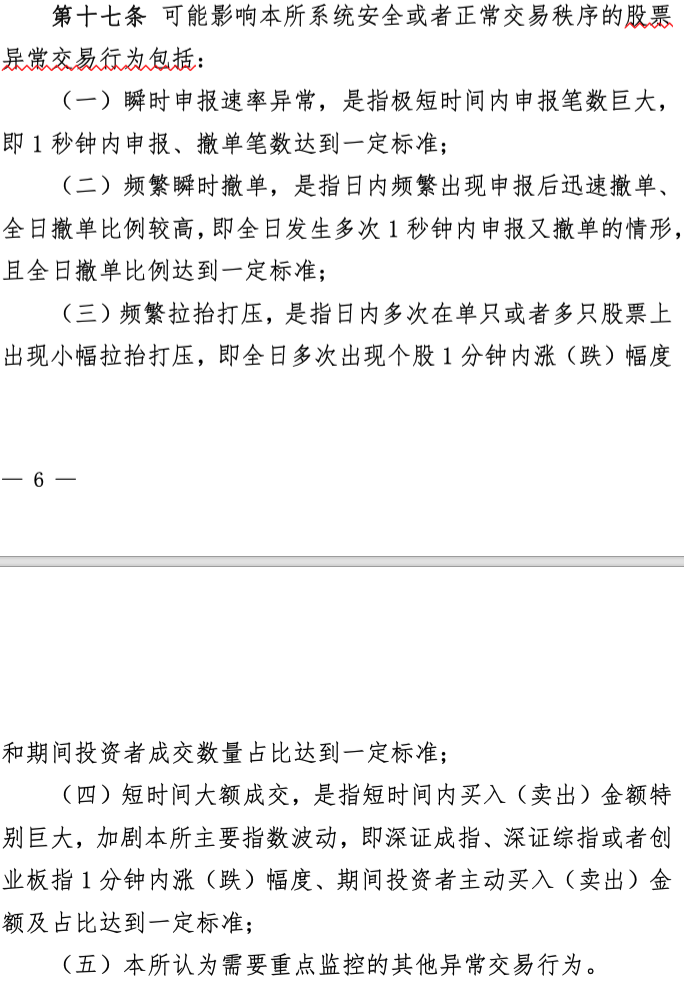 第十七条 可能影响本所系统安全或者正常交易秩序的股票
异常交易行为包括：
（一）瞬时申报速率异常，是指极短时间内申报笔数巨大，
即 1 秒钟内申报、撤单笔数达到一定标准；
（二）频繁瞬时撤单，是指日内频繁出现申报后迅速撤单、
全日撤单比例较高，即全日发生多次 1 秒钟内申报又撤单的情形，
且全日撤单比例达到一定标准；
（三）频繁拉抬打压，是指日内多次在单只或者多只股票上
出现小幅拉抬打压，即全日多次出现个股 1 分钟内涨（跌）幅度
— 6 —
和期间投资者成交数量占比达到一定标准；
（四）短时间大额成交，是指短时间内买入（卖出）金额特
别巨大，加剧本所主要指数波动，即深证成指、深证综指或者创
业板指 1 分钟内涨（跌）幅度、期间投资者主动买入（卖出）金
额及占比达到一定标准；
（五）本所认为需要重点监控的其他异常交易行为。